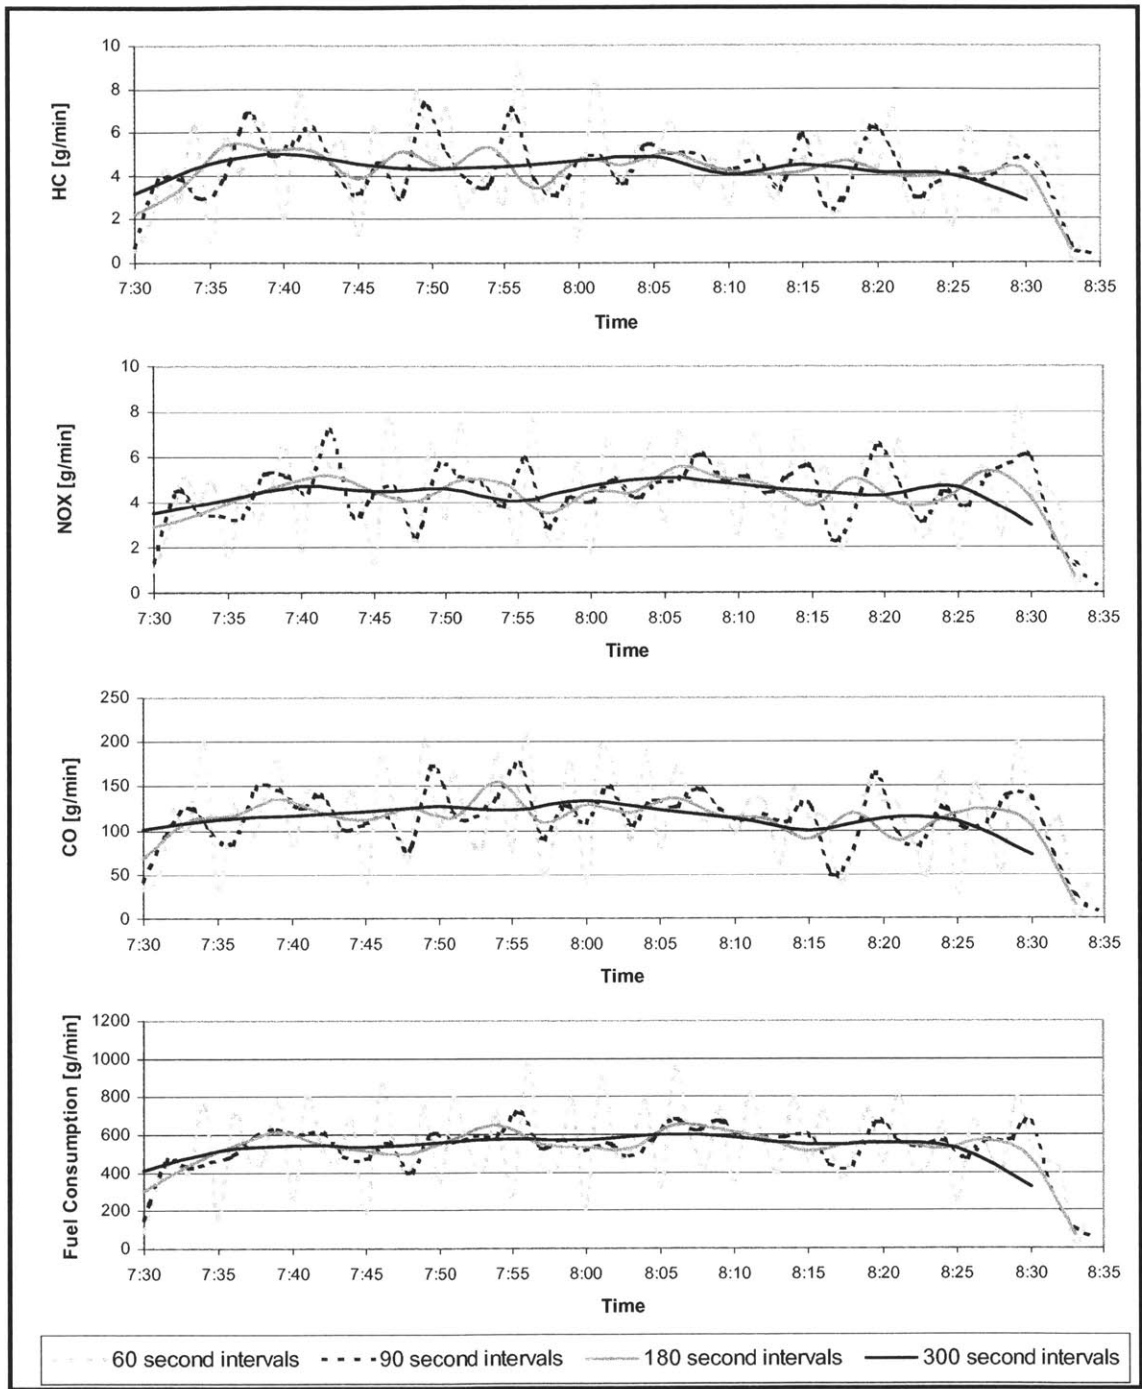 10
8
6
4
2
0
HC [g/min]
7:30 7:35 7:40 7:45 7:50 7:55 8:00 8:05 8:10 8:15 8:20 8:25 8:30 8:35
Time
10
8
6
4
2
0
NOX [g/min]
7:30 7:35 7:40 7:45 7:50 7:55 8:00 8:05 8:10 8:15 8:20 8:25 8:30 8:35
Time
250
200
150
100
50
0
CO [g/min]
7:30 7:35 7:40 7:45 7:50 7:55 8:00 8:05 8:10 8:15 8:20 8:25 8:30 8:35
Time
1200
1000
800
600
400
200
0
Fuel Consumption [g/min]
7:30 7:35 7:40 7:45 7:50 7:55 8:00 8:05 8:10 8:15 8:20 8:25 8:30 8:35
Time
60 second intervals 90 second intervals 180 second intervals 300 second intervals